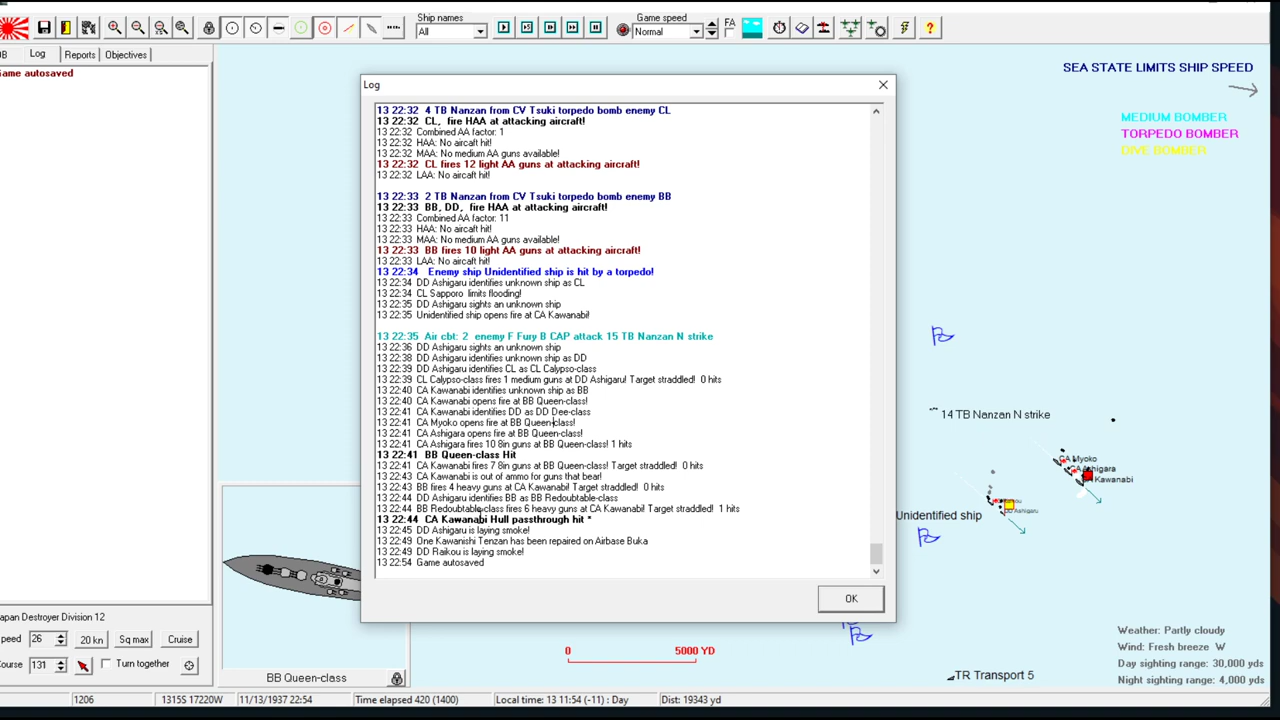 Ship names
Game speed
All
Normal
FA
OB
Log
Reports
Objectives
Game autosaved
Log
13 22:32 4 TB Nanzan from CV Tsuki torpedo bomb enemy CL
13 22:32 CL, fire HAA at attacking aircraft!
13 22:32 Combined AA factor: 1
13 22:32 HAA: No aircaft hit!
13 22:32 MAA: No medium AA guns available!
13 22:32 CL fires 12 light AA guns at attacking aircraft!
13 22:32 LAA: No aircaft hit!
13 22:33 2 TB Nanzan from CV Tsuki torpedo bomb enemy BB
13 22:33 BB, DD, fire HAA at attacking aircraft!
13 22:33 Combined AA factor: 11
13 22:33 HAA: No aircaft hit!
13 22:33 MAA: No medium AA guns available!
13 22:33 BB fires 10 light AA guns at attacking aircraft!
13 22:33 LAA: No aircaft hit!
13 22:34 Enemy ship Unidentified ship is hit by a torpedo!
13 22:34 DD Ashigaru identifies unknown ship as CL
13 22:34 CL Sapporo limits flooding!
13 22:35 DD Ashigaru sights an unknown ship
13 22:35 Unidentified ship opens fire at CA Kawanabi!
13 22:35 Air cbt: 2 enemy F Fury B CAP attack 15 TB Nanzan N strike
13 22:36 DD Ashigaru sights an unknown ship
13 22:38 DD Ashigaru identifies unknown ship as DD
13 22:39 DD Ashigaru identifies CL as CL Calypso-class
13 22:39 CL Calypso-class fires 1 medium guns at DD Ashigaru! Target straddled! 0 hits
13 22:40 CA Kawanabi identifies unknown ship as BB
13 22:40 CA Kawanabi opens fire at BB Queen-class!
13 22:41 CA Kawanabi identifies DD as DD Dee-class
13 22:41 CA Myoko opens fire at BB Queen-class!
13 22:41 CA Ashigara opens fire at BB Queen-class!
13 22:41 CA Ashigara fires 10 8in guns at BB Queen-class! 1 hits
13 22:41 BB Queen-class Hit
13 22:41 CA Kawanabi fires 7 8in guns at BB Queen-class! Target straddled! 0 hits
13 22:43 CA Kawanabi is out of ammo for guns that bear!
13 22:43 BB fires 4 heavy guns at CA Kawanabi! Target straddled! 0 hits
13 22:44 DD Ashigaru identifies BB as BB Redoubtable-class
13 22:44 BB Redoubtable-class fires 6 heavy guns at CA Kawanabi! Target straddled! 1 hits
13 22:44 CA Kawanabi Hull passthrough hit *
13 22:45 DD Ashigaru is laying smoke!
13 22:49 One Kawanishi Tenzan has been repaired on Airbase Buka
13 22:49 DD Raikou is laying smoke!
13 22:54 Game autosaved
OK
SEA STATE LIMITS SHIP SPEED
MEDIUM BOMBER
TORPEDO BOMBER
DIVE BOMBER
14 TB Nanzan N strike
CA Myoko
CA Ashigara
CA Kawanabi
DD Ashigaru
Unidentified ship
TR Transport 5
0 5000 YD
Weather: Partly cloudy
Wind: Fresh breeze W
Day sighting range: 30,000 yds
Night sighting range: 4,000 yds
apan Destroyer Division 12
peed 26 20 kn Sq max Cruise
Course 131 Turn together
BB Queen-class
1206 1315S 17220W 11/13/1937 22:54 Time elapsed 420 (1400) Local time: 13 11:54 (-11) : Day Dist: 19343 yd